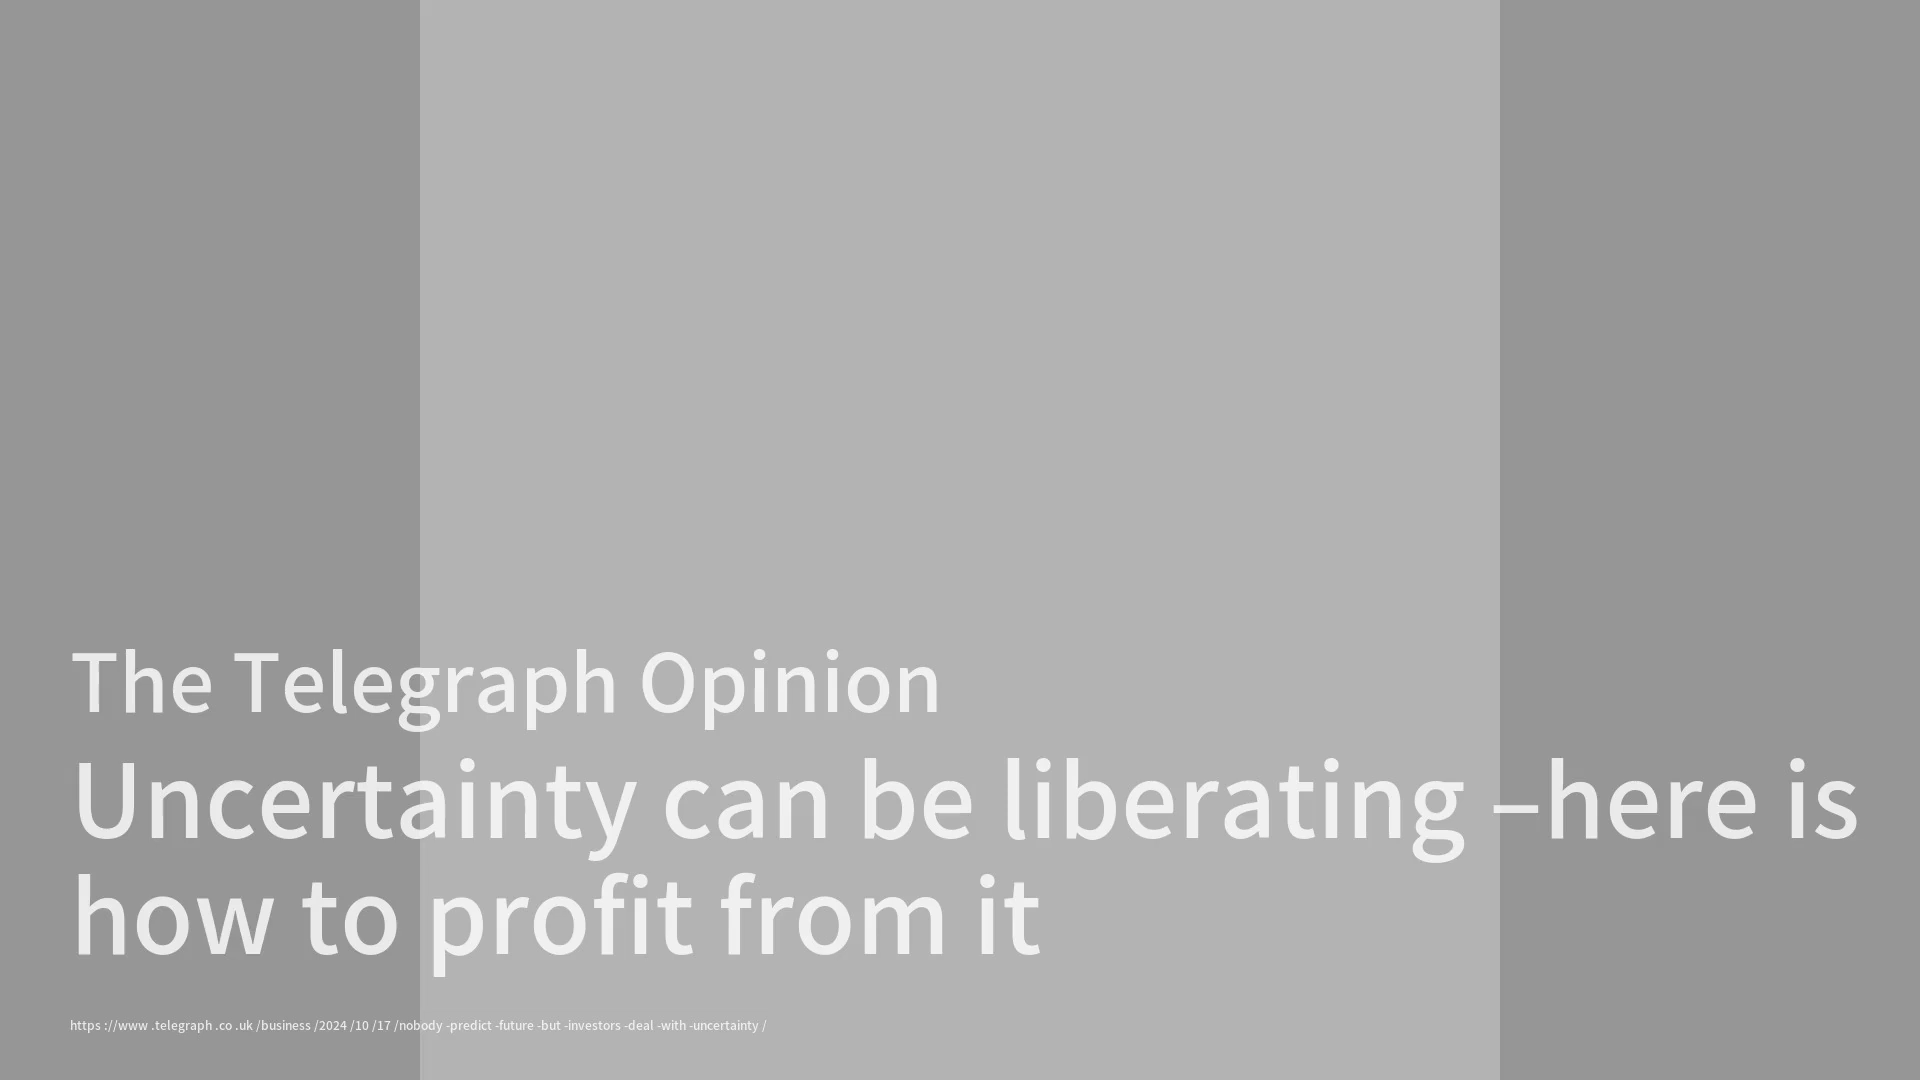 The Telegraph Opinion
Uncertainty can be liberating –here is
how to profit from it
https ://www .telegraph .co .uk /business /2024 /10 /17 /nobody -predict -future -but -investors -deal -with -uncertainty /